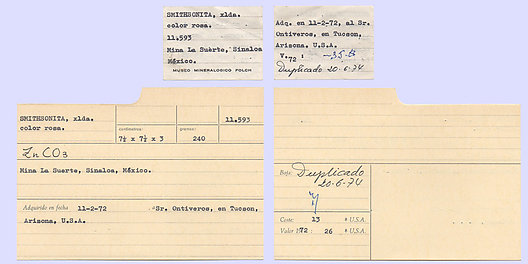 SMITHSONITA, xlda.
color rosa.
11.593
Mina La Suerte, Sinaloa
México.
MUSEO MINERALOGICO FOLCH
Adq. en 11-2-72, al Sr.
Ontiveros, en Tucson,
Arizona, U.S.A.
V.72:
Duplicado 20-6-74
SMITHSONITA, xlda. 11.593
color rosa.
centímetros: gramos:
7½ x 7½ x 3 240
ZnCO3
Mina La Suerte, Sinaloa, México.
Adquirido en fecha 11-2-72 Sr. Ontiveros, en Tucson,
Arizona, U.S.A.
Baja: Duplicado
20-6-74
Coste: 13 $ U.S.A.
Valor 1972: 26 $ U.S.A.